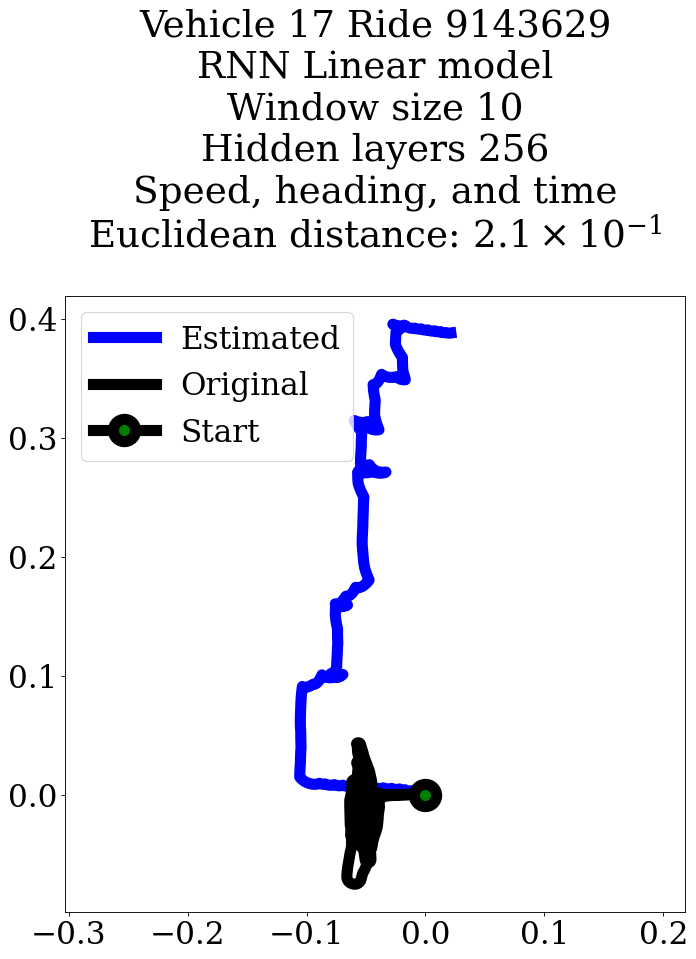 Vehicle 17 Ride 9143629
RNN Linear model
Window size 10
Hidden layers 256
Speed, heading, and time
Euclidean distance: 2.1 × 10⁻¹
Estimated
Original
Start
0.4
0.3
0.2
0.1
0.0
−0.3 −0.2 −0.1 0.0 0.1 0.2